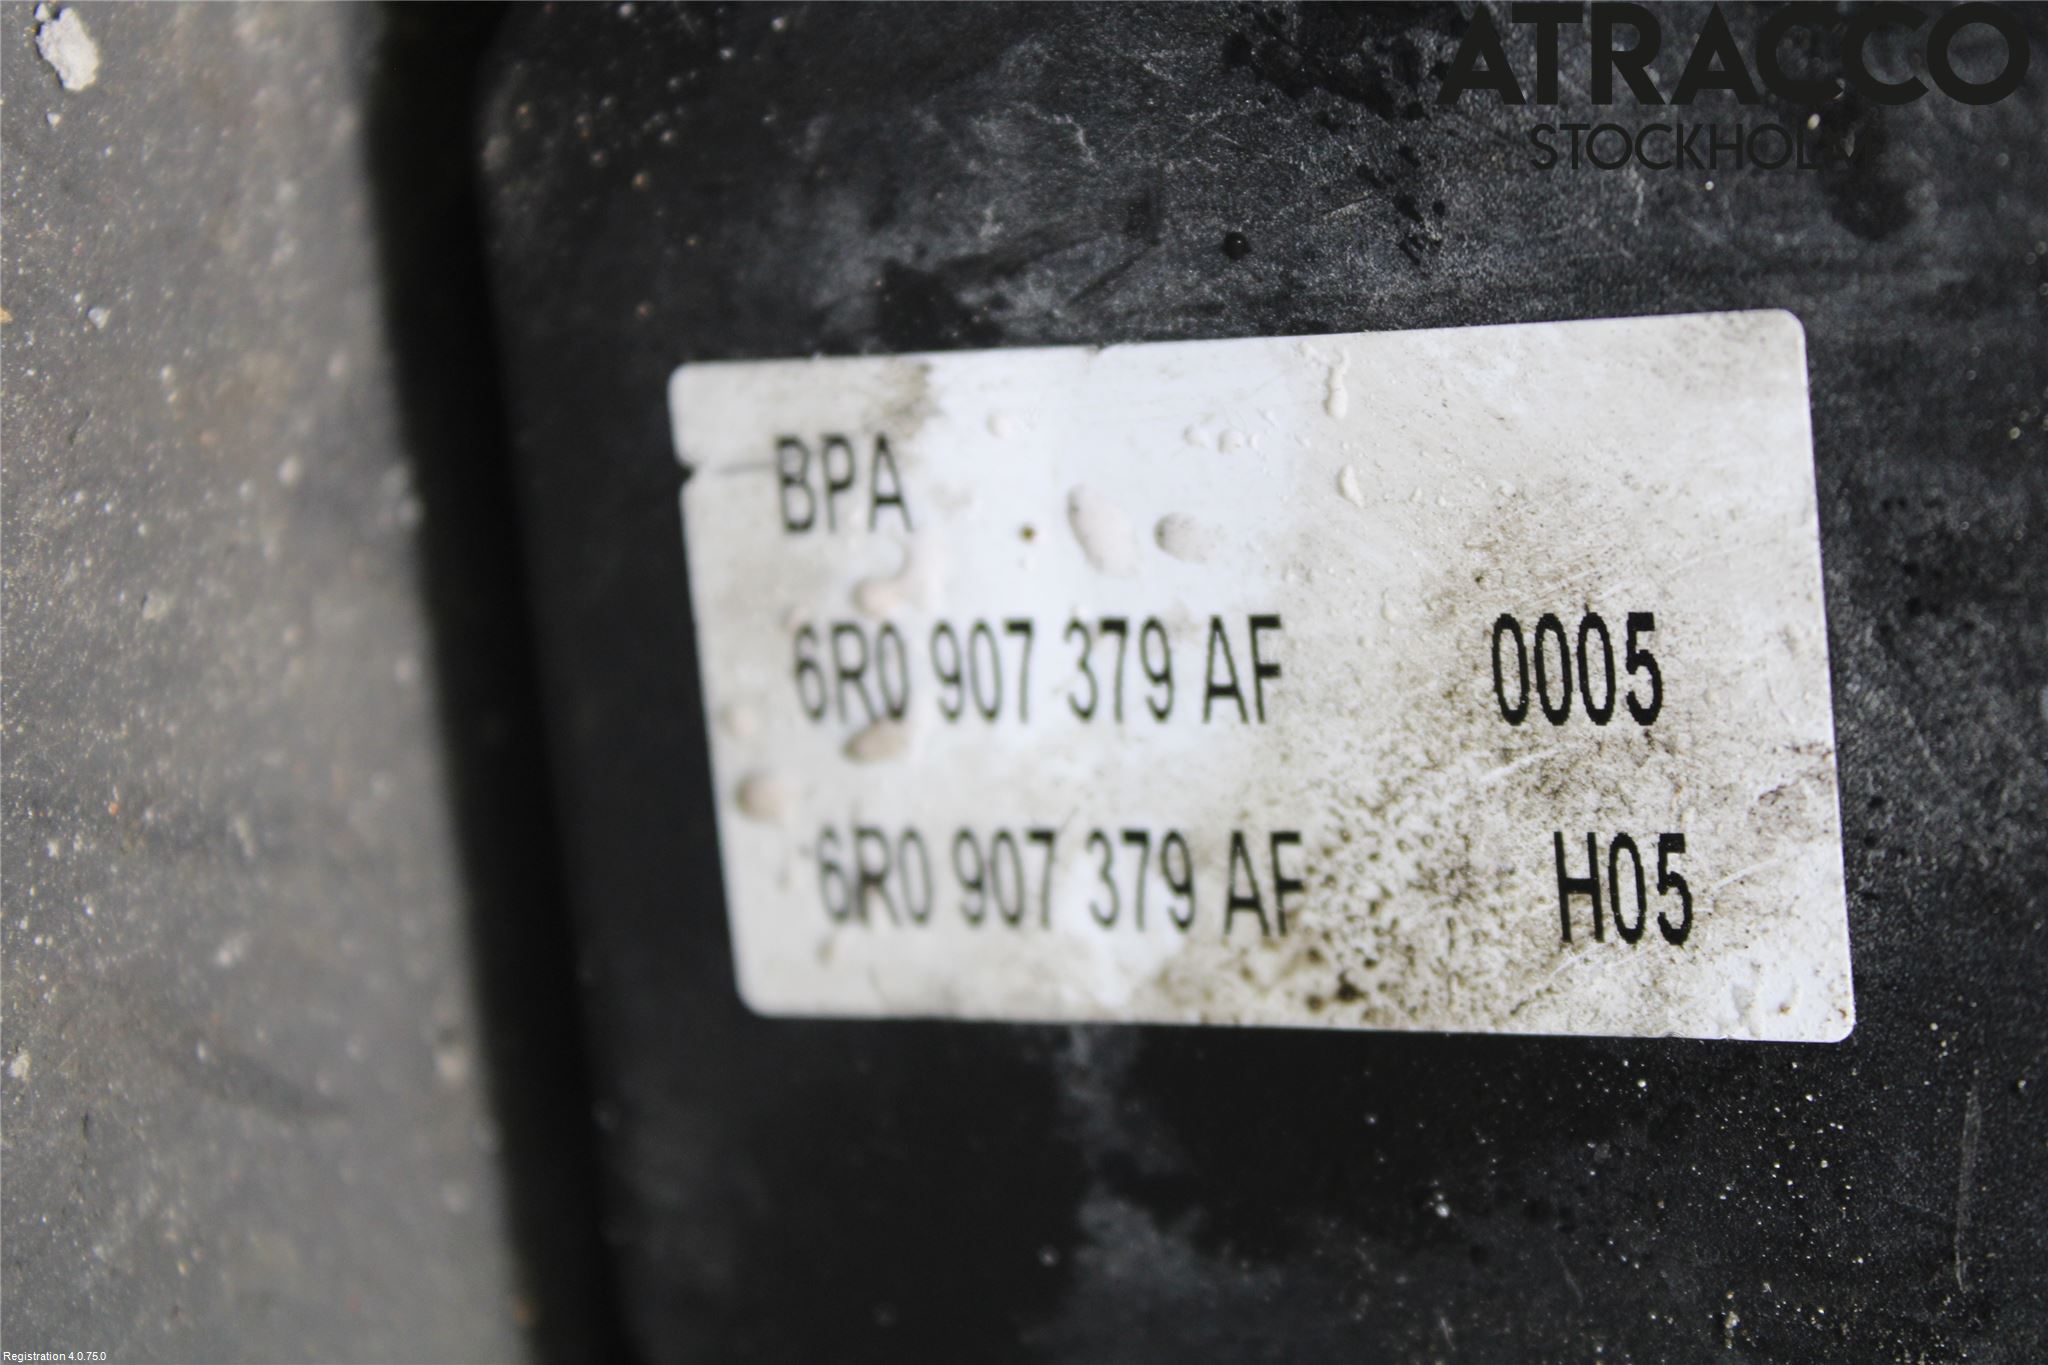 ATRACCO
STOCKHOLM
BPA
6R0 907 379 AF 0005
6R0 907 379 AF H05
Registration 4.0.75.0